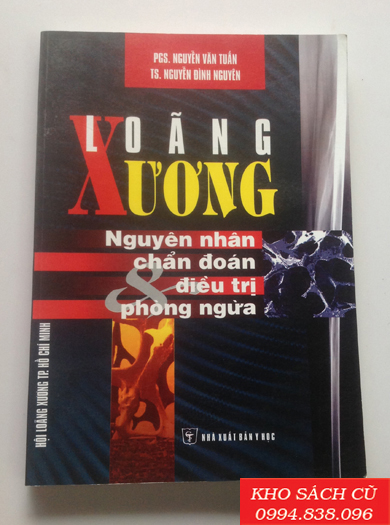 PGS. NGUYỄN VĂN TUẤN
TS. NGUYỄN ĐÌNH NGUYÊN
LOÃNG
XƯƠNG
Nguyên nhân
chẩn đoán
& điều trị
phòng ngừa
HỘI LOÃNG XƯƠNG TP. HỒ CHÍ MINH
NHÀ XUẤT BẢN Y HỌC
KHO SÁCH CŨ
0994.838.096